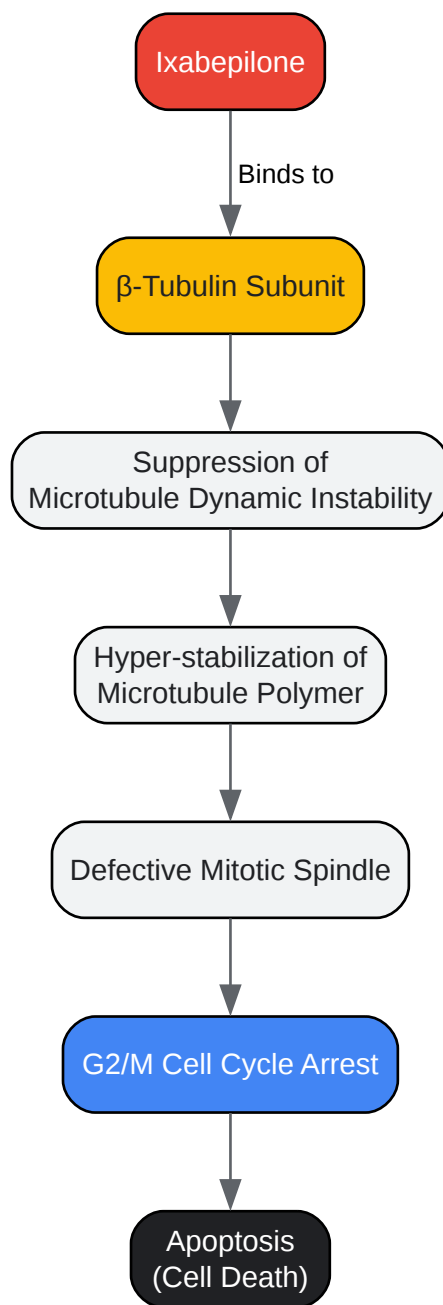 Ixabepilone
Binds to
β-Tubulin Subunit
Suppression of
Microtubule Dynamic Instability
Hyper-stabilization of
Microtubule Polymer
Defective Mitotic Spindle
G2/M Cell Cycle Arrest
Apoptosis
(Cell Death)